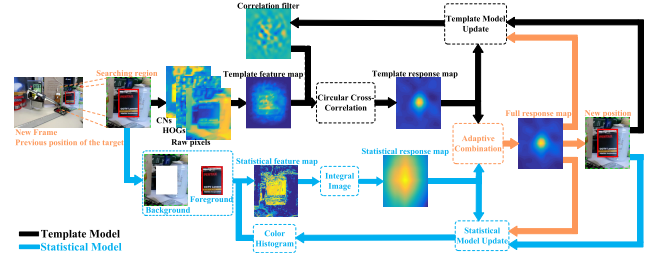 Correlation filter
Template Model
Update
Searching region
Template feature map
Template response map
Circular Cross-
Correlation
CNs
HOGs
Raw pixels
New Frame
Previous position of the target
Adaptive
Combination
Full response map
New position
Statistical feature map
Statistical response map
Integral
Image
Foreground
Background
Color
Histogram
Statistical
Model Update
Template Model
Statistical Model